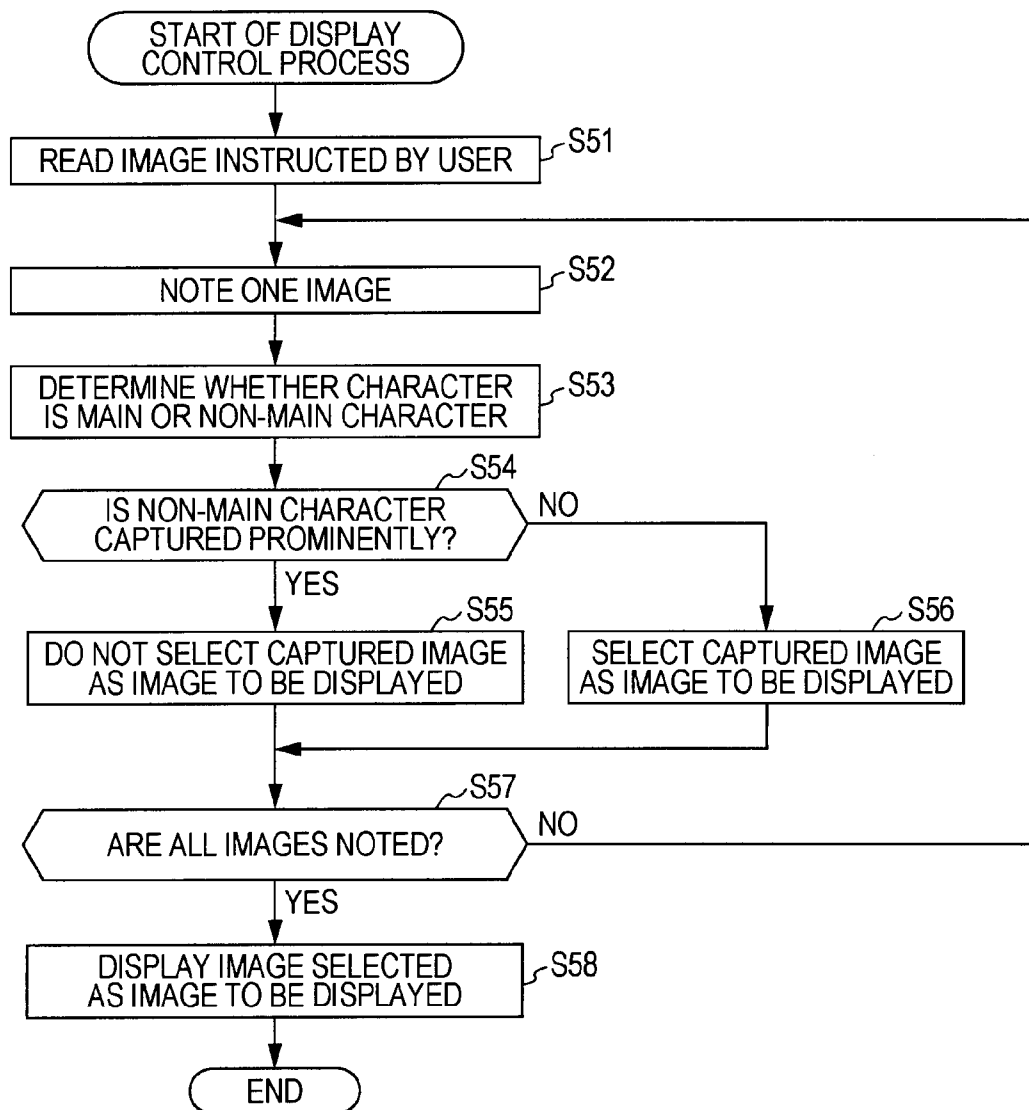 START OF DISPLAY
CONTROL PROCESS
READ IMAGE INSTRUCTED BY USER
S51
NOTE ONE IMAGE
S52
DETERMINE WHETHER CHARACTER
IS MAIN OR NON-MAIN CHARACTER
S53
S54
IS NON-MAIN CHARACTER
CAPTURED PROMINENTLY?
NO
YES
S55
DO NOT SELECT CAPTURED IMAGE
AS IMAGE TO BE DISPLAYED
S56
SELECT CAPTURED IMAGE
AS IMAGE TO BE DISPLAYED
S57
ARE ALL IMAGES NOTED?
NO
YES
DISPLAY IMAGE SELECTED
AS IMAGE TO BE DISPLAYED
S58
END